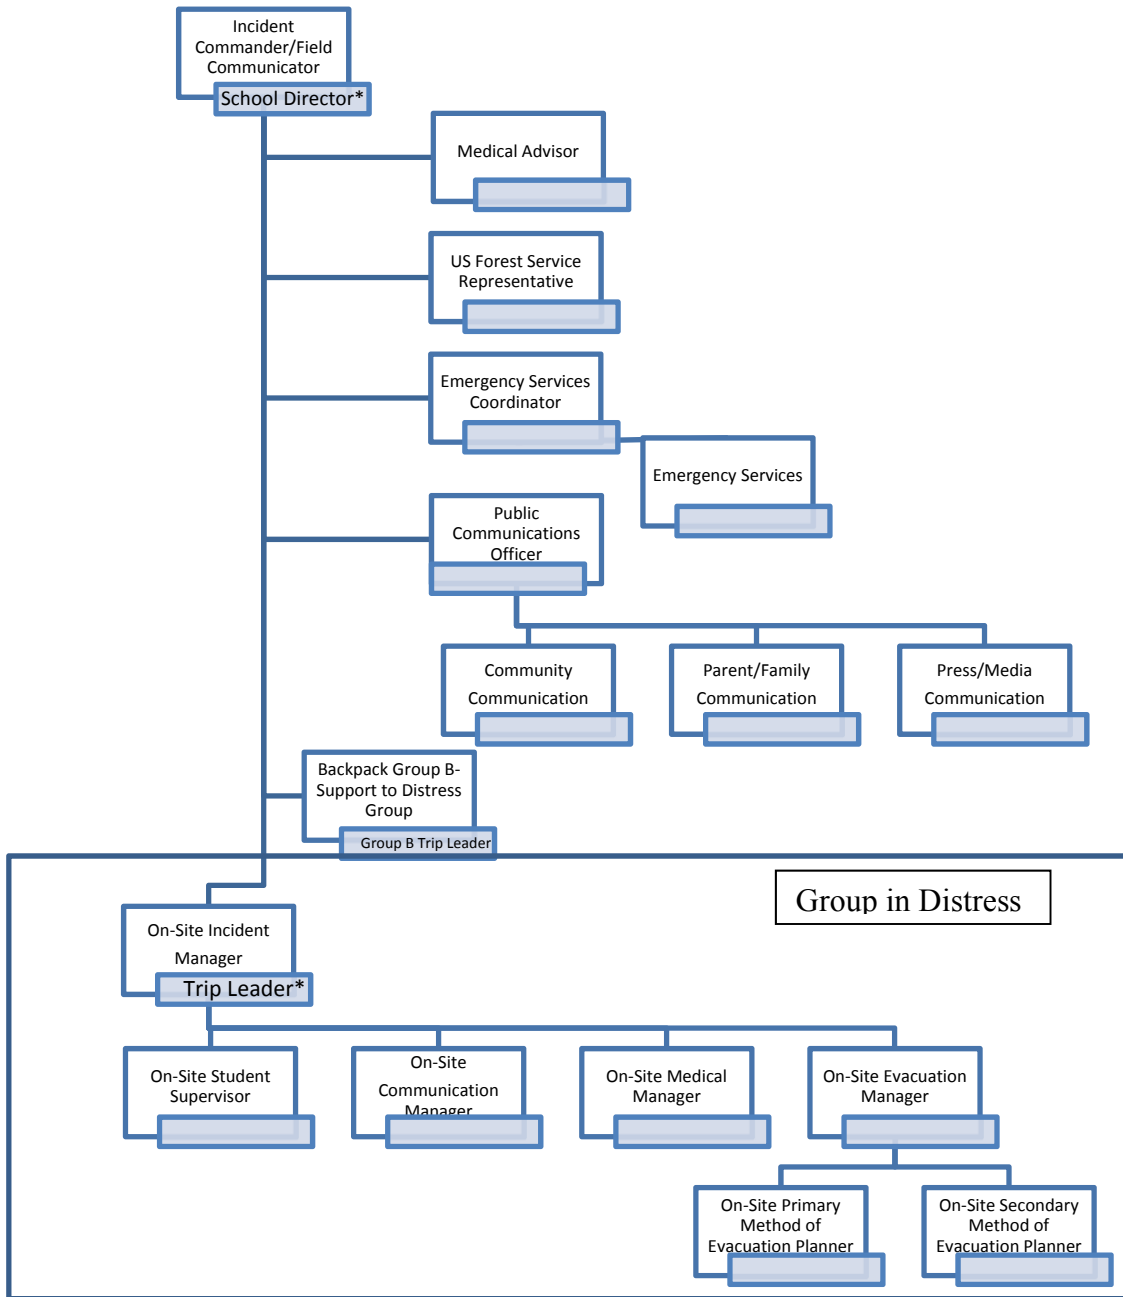 Incident
Commander/Field
Communicator
School Director*
Medical Advisor
US Forest Service
Representative
Emergency Services
Coordinator
Emergency Services
Public
Communications
Officer
Community
Communication
Parent/Family
Communication
Press/Media
Communication
Backpack Group B-
Support to Distress
Group
Group B Trip Leader
Group in Distress
On-Site Incident
Manager
Trip Leader*
On-Site Student
Supervisor
On-Site
Communication
Manager
On-Site Medical
Manager
On-Site Evacuation
Manager
On-Site Primary
Method of
Evacuation Planner
On-Site Secondary
Method of
Evacuation Planner